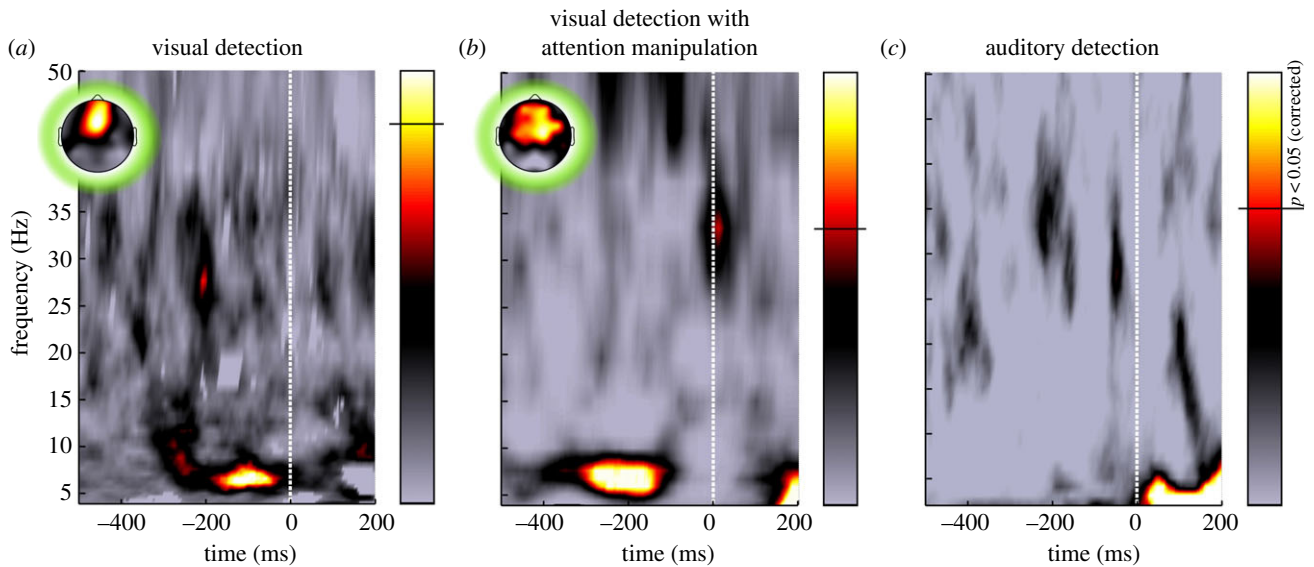 (a) visual detection
(b) visual detection with
attention manipulation
(c) auditory detection
50
35
30
25
20
15
10
5
frequency (Hz)
–400 –200 0 200
time (ms)
–400 –200 0 200
time (ms)
–400 –200 0 200
time (ms)
p < 0.05 (corrected)